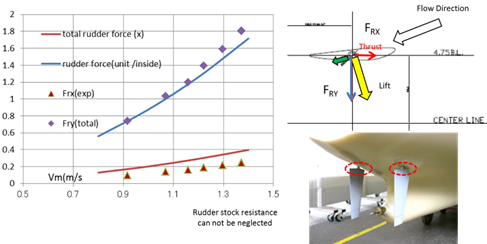 2
1.8
1.6
1.4
1.2
1
0.8
0.6
0.4
0.2
0
total rudder force (x)
rudder force(unit /inside)
Frx(exp)
Fry(total)
0.5
0.7
0.9
1.1
1.3
1.5
Vm(m/s
Rudder stock resistance
can not be neglected
Flow Direction
FRX
Thrust
4.75B.L.
Lift
FRY
CENTER LINE